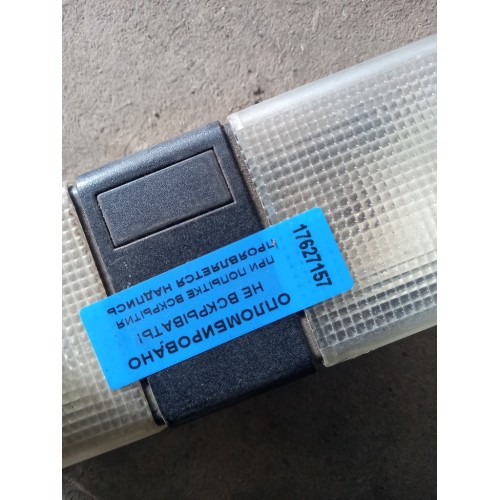 ОПЛОМБИРОВАНО
НЕ ВСКРЫВАТЬ!
ПРИ ПОПЫТКЕ ВСКРЫТИЯ
ПРОЯВЛЯЕТСЯ НАДПИСЬ
17627157